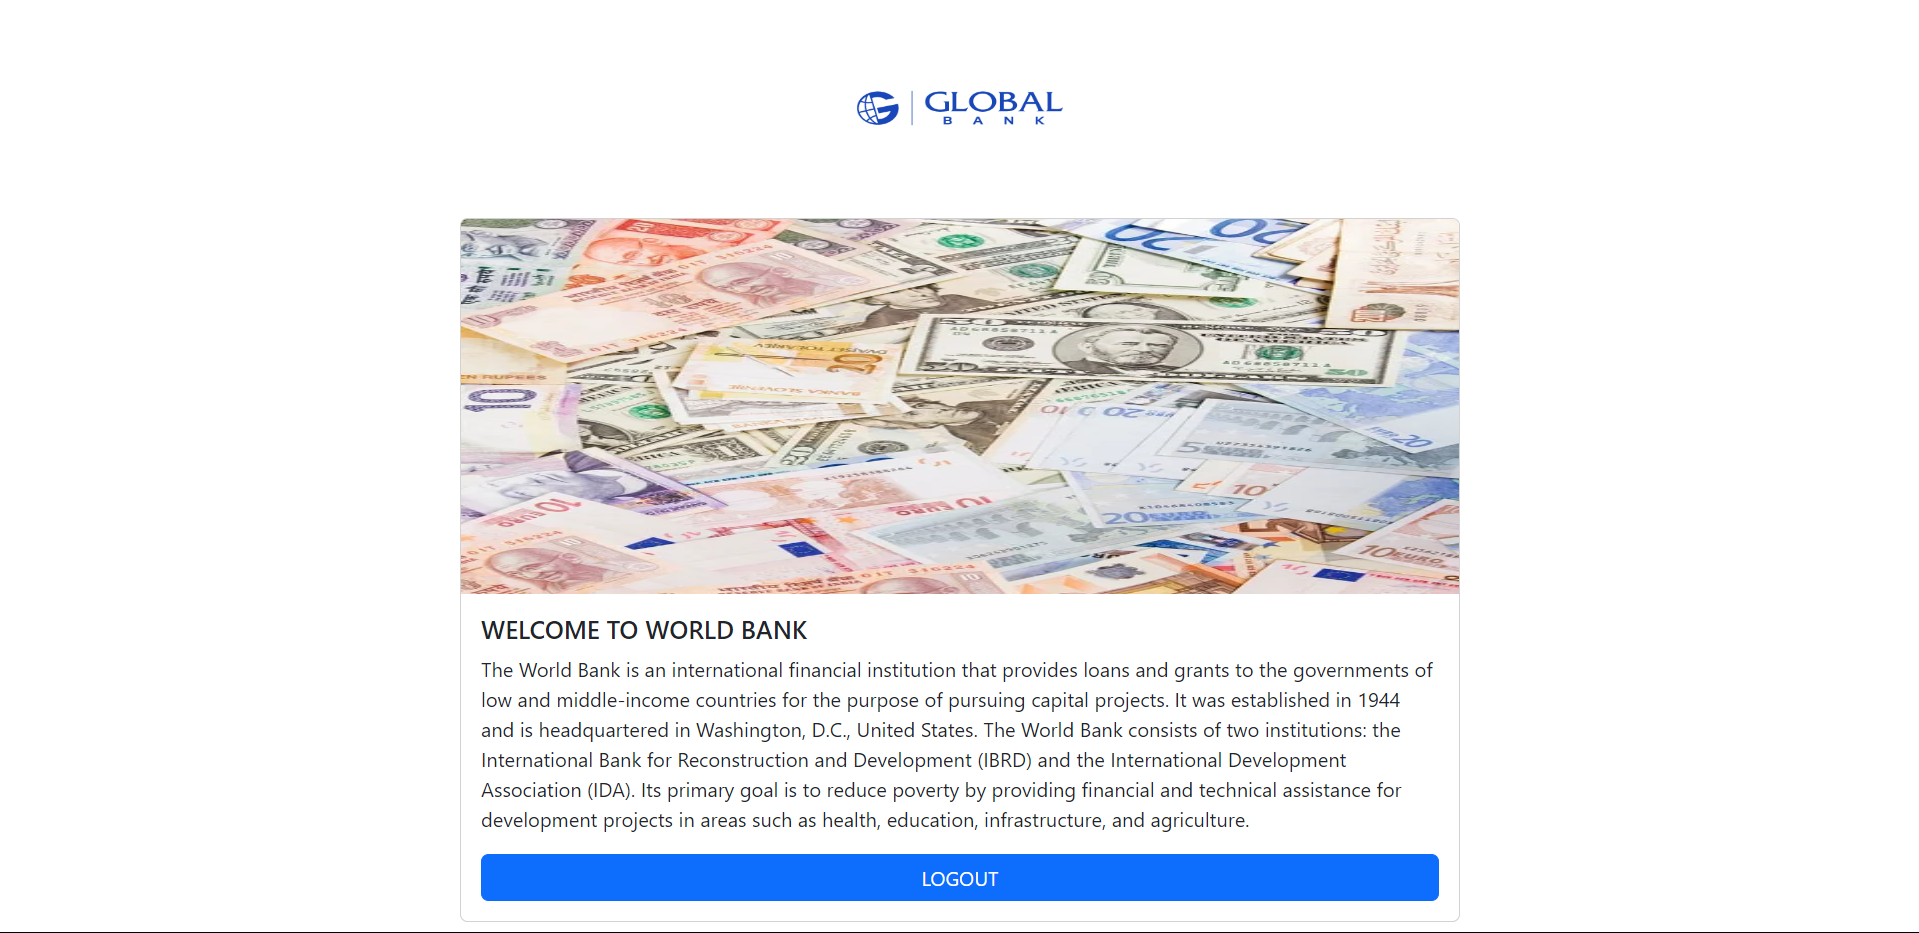 GLOBAL
BANK
WELCOME TO WORLD BANK
The World Bank is an international financial institution that provides loans and grants to the governments of
low and middle-income countries for the purpose of pursuing capital projects. It was established in 1944
and is headquartered in Washington, D.C., United States. The World Bank consists of two institutions: the
International Bank for Reconstruction and Development (IBRD) and the International Development
Association (IDA). Its primary goal is to reduce poverty by providing financial and technical assistance for
development projects in areas such as health, education, infrastructure, and agriculture.
LOGOUT